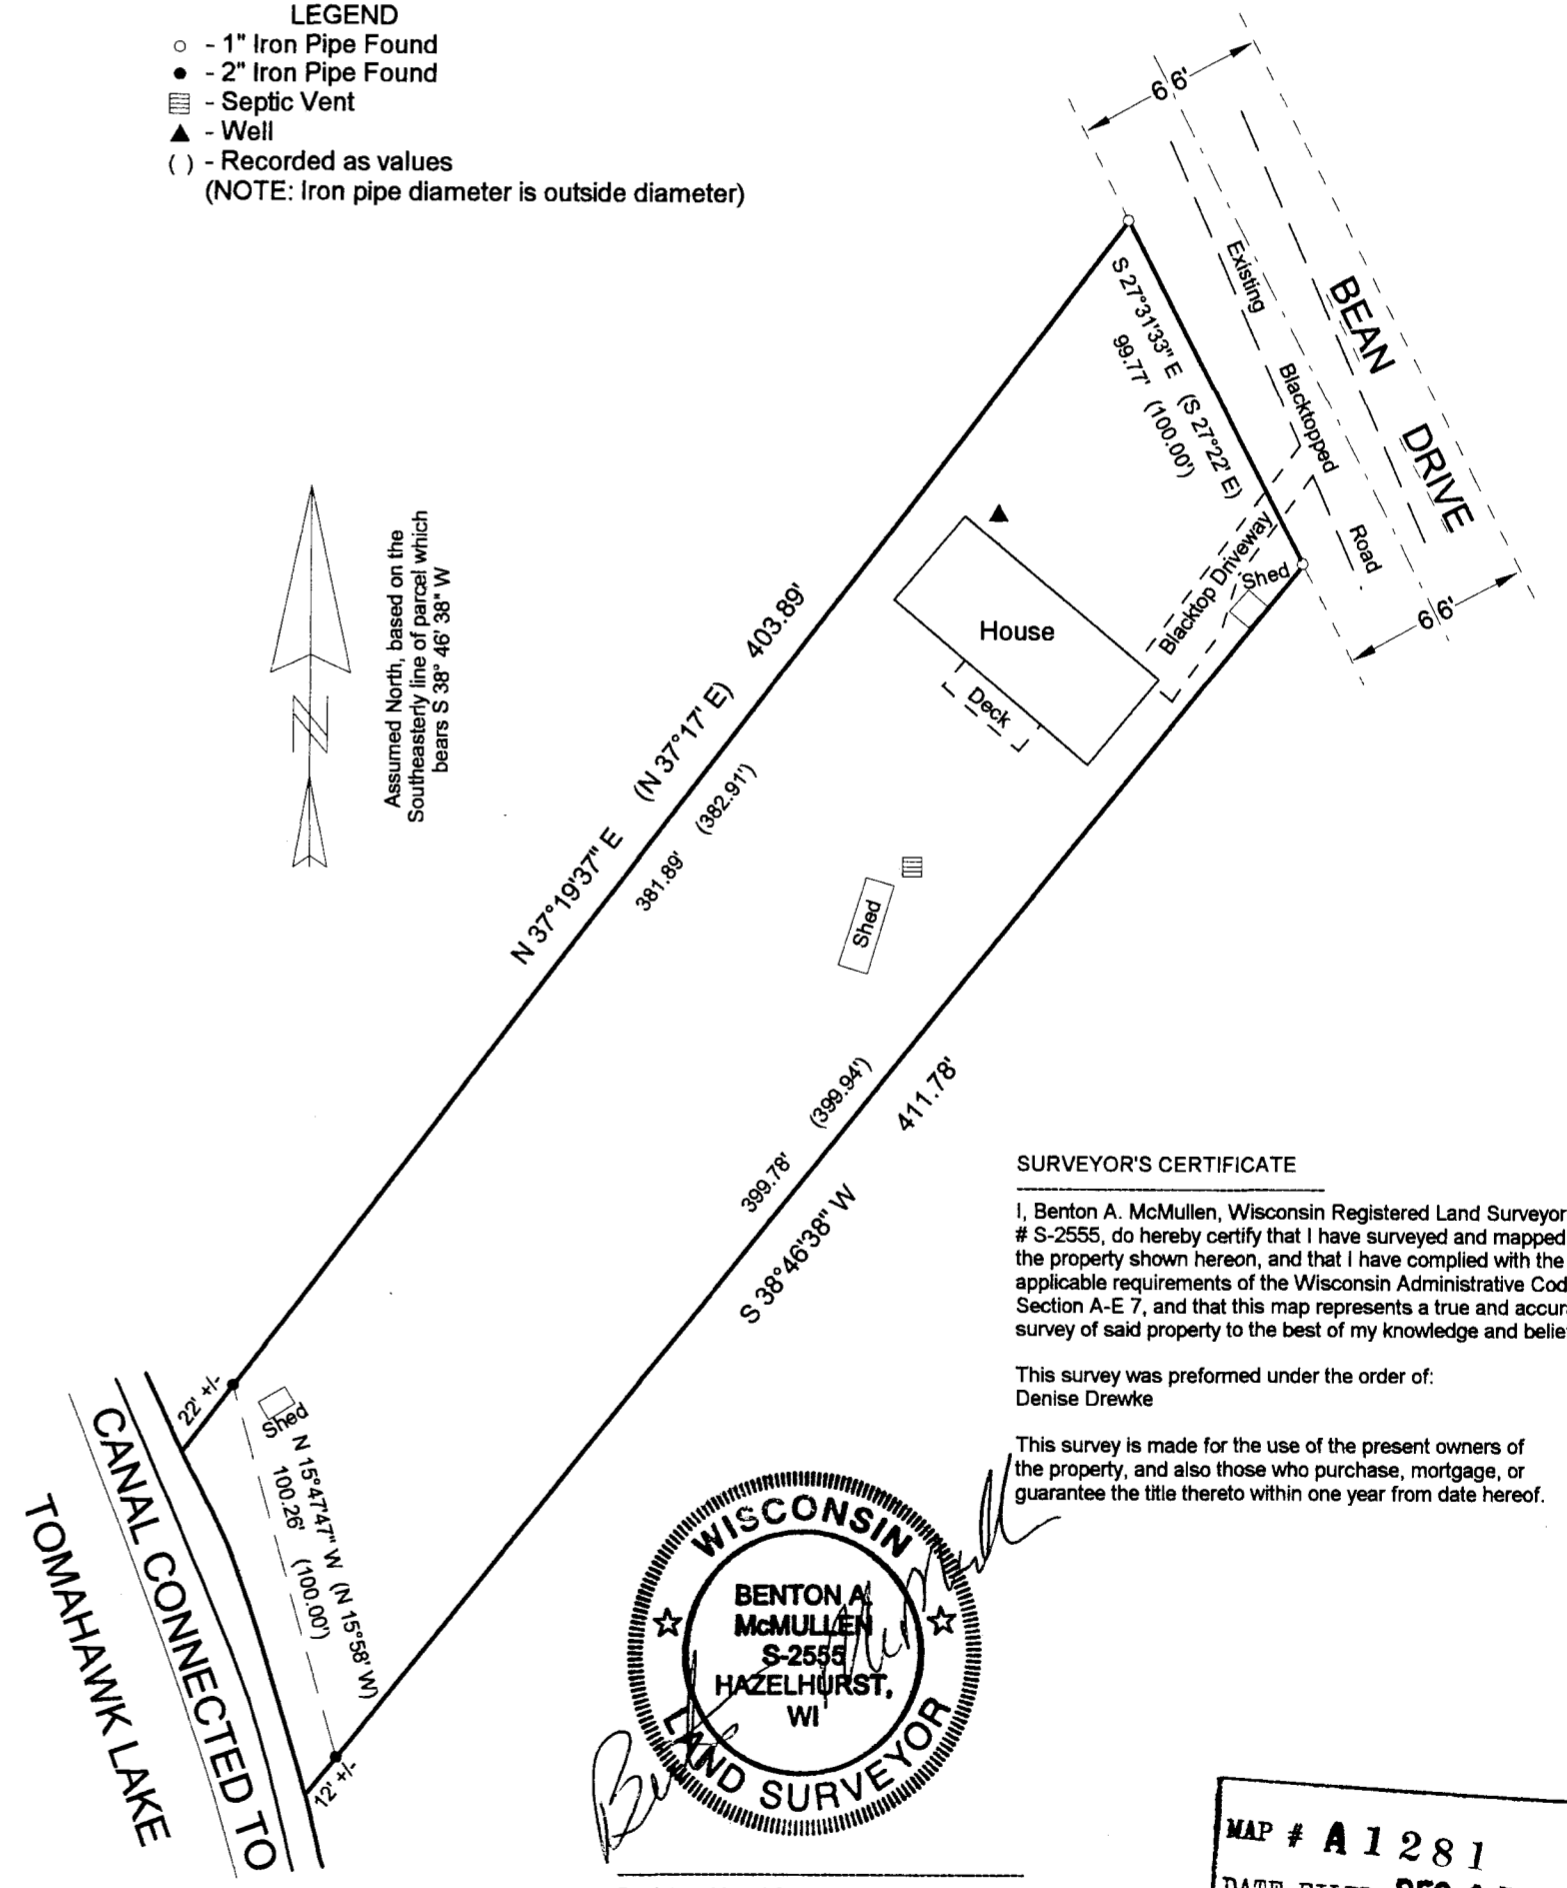 LEGEND
○ - 1" Iron Pipe Found
● - 2" Iron Pipe Found
- Septic Vent
▲ - Well
( ) - Recorded as values
(NOTE: Iron pipe diameter is outside diameter)
66'
BEAN DRIVE
Existing Blacktopped Road
66'
S 27°31'33" E (S 27°22' E)
99.77' (100.00')
Blacktop Driveway
Shed
House
Deck
Assumed North, based on the
Southeasterly line of parcel which
bears S 38° 46' 38" W
N
N 37°19'37" E (N 37°17' E) 403.89'
381.89' (382.91')
Shed
399.78' (399.94')
S 38°46'38" W 411.78'
22' +/-
Shed
N 15°47'47" W (N 15°58' W)
100.26' (100.00')
12' +/-
CANAL CONNECTED TO
TOMAHAWK LAKE
SURVEYOR'S CERTIFICATE
I, Benton A. McMullen, Wisconsin Registered Land Surveyor
# S-2555, do hereby certify that I have surveyed and mapped
the property shown hereon, and that I have complied with the
applicable requirements of the Wisconsin Administrative Cod
Section A-E 7, and that this map represents a true and accur
survey of said property to the best of my knowledge and belie
This survey was preformed under the order of:
Denise Drewke
This survey is made for the use of the present owners of
the property, and also those who purchase, mortgage, or
guarantee the title thereto within one year from date hereof.
WISCONSIN
BENTON A.
McMULLEN
S-2555
HAZELHURST,
WI
LAND SURVEYOR
MAP # A1281